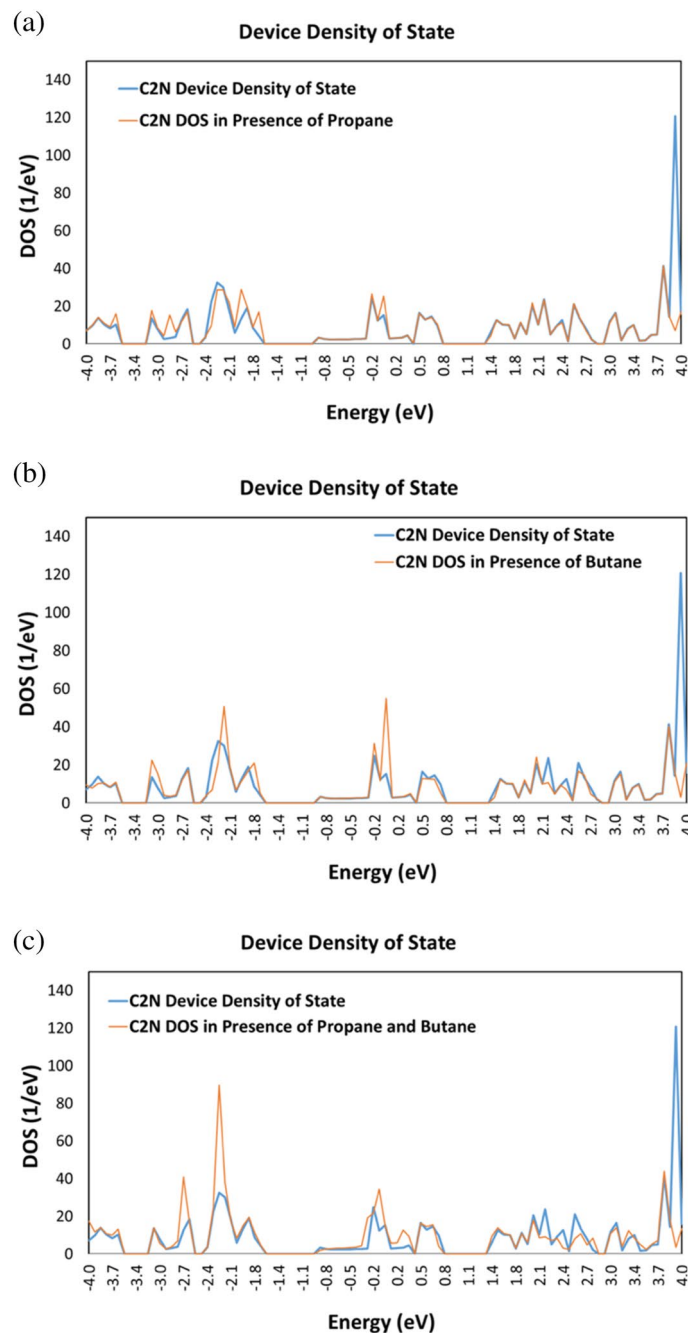 (a)
Device Density of State
140
120
100
80
60
40
20
0
DOS (1/eV)
C2N Device Density of State
C2N DOS in Presence of Propane
-4.0 -3.7 -3.4 -3.1 -2.8 -2.4 -2.1 -1.8 -1.4 -1.1 -0.8 -0.5 -0.2 0.2 0.5 0.8 1.1 1.4 1.8 2.1 2.4 2.7 3.0 3.4 3.7 4.0
Energy (eV)
(b)
Device Density of State
140
120
100
80
60
40
20
0
DOS (1/eV)
C2N Device Density of State
C2N DOS in Presence of Butane
-4.0 -3.7 -3.4 -3.1 -2.8 -2.4 -2.1 -1.8 -1.4 -1.1 -0.8 -0.5 -0.2 0.2 0.5 0.8 1.1 1.4 1.8 2.1 2.4 2.7 3.0 3.4 3.7 4.0
Energy (eV)
(c)
Device Density of State
140
120
100
80
60
40
20
0
DOS (1/eV)
C2N Device Density of State
C2N DOS in Presence of Propane and Butane
-4.0 -3.7 -3.4 -3.1 -2.8 -2.4 -2.1 -1.8 -1.4 -1.1 -0.8 -0.5 -0.2 0.2 0.5 0.8 1.1 1.4 1.8 2.1 2.4 2.7 3.0 3.4 3.7 4.0
Energy (eV)